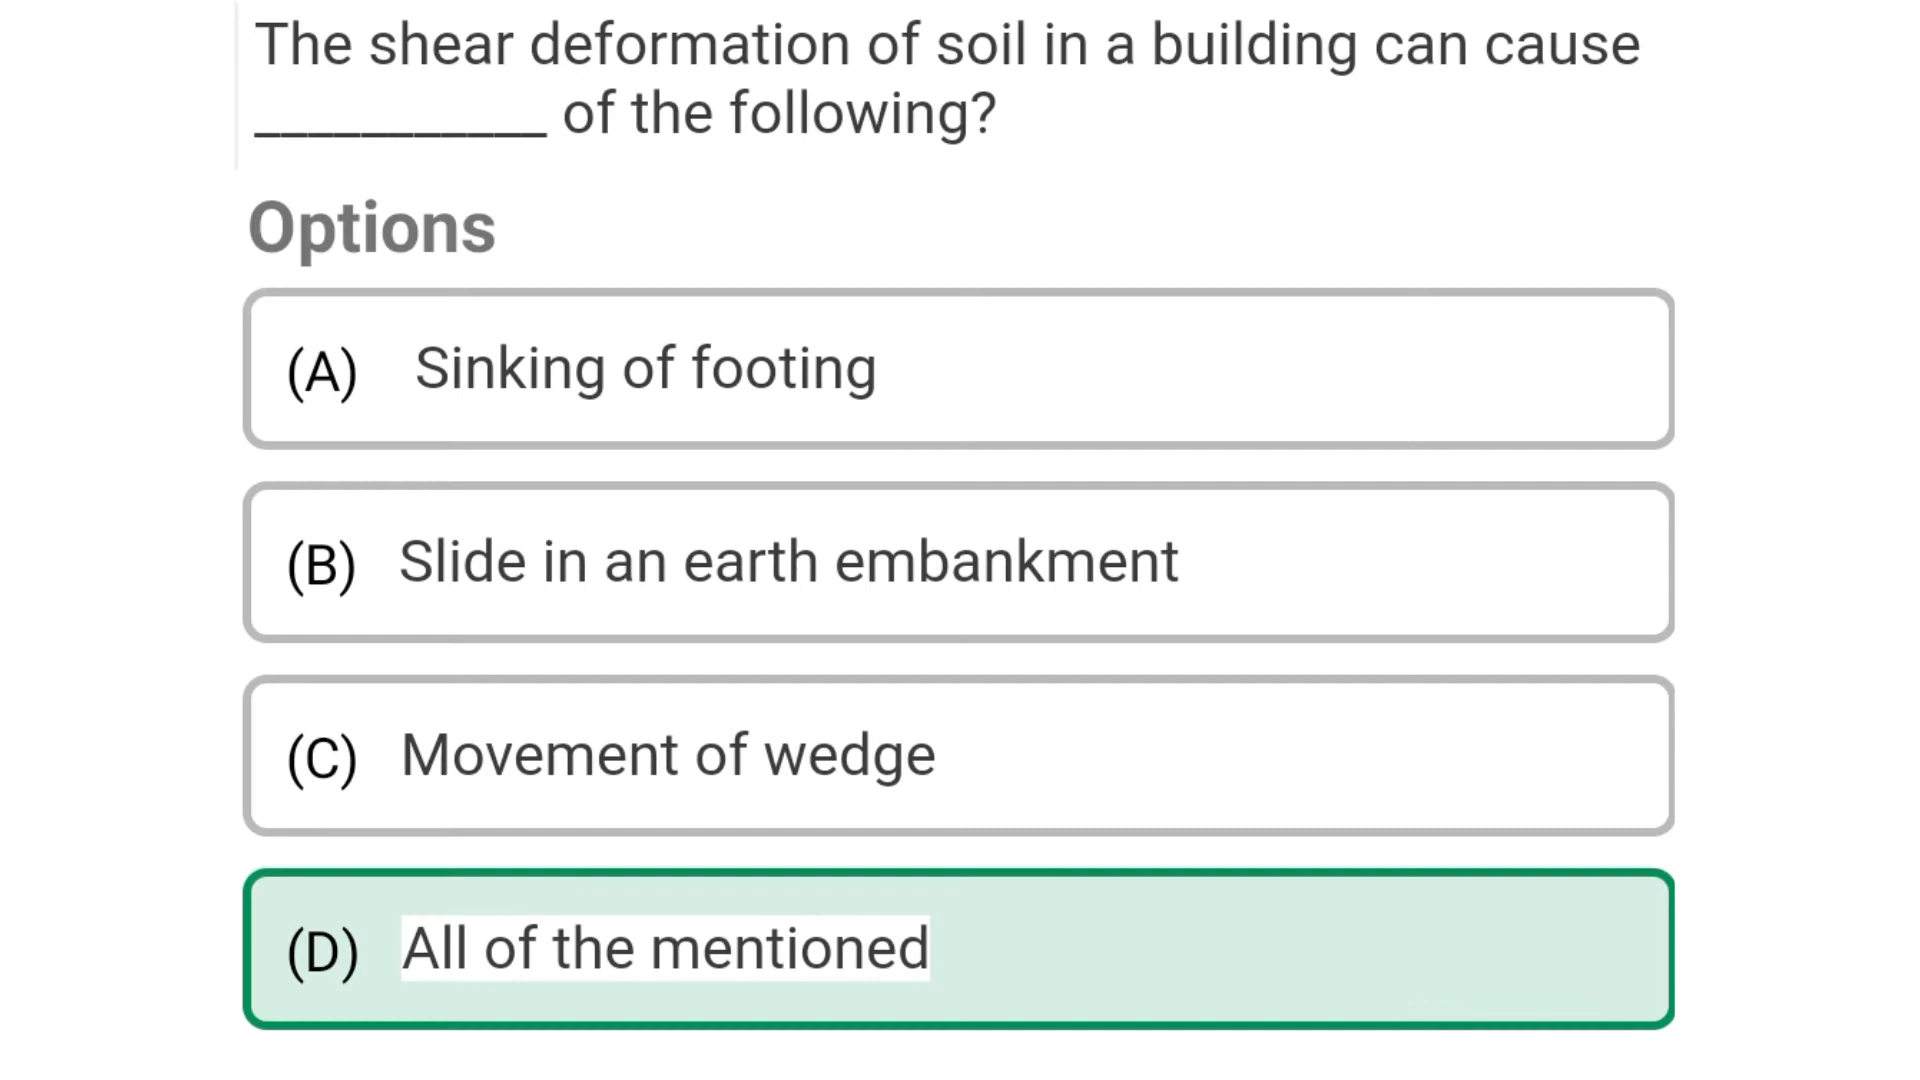 The shear deformation of soil in a building can cause
___________ of the following?
Options
(A) Sinking of footing
(B) Slide in an earth embankment
(C) Movement of wedge
(D) All of the mentioned